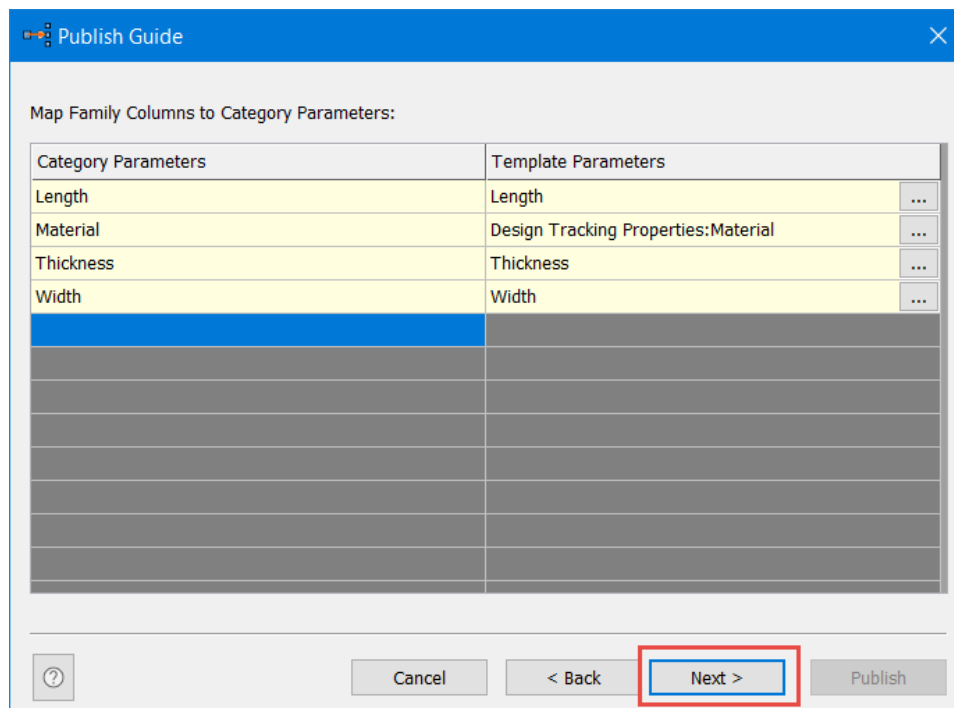 Publish Guide
Map Family Columns to Category Parameters:
Category Parameters Template Parameters
Length Length ...
Material Design Tracking Properties:Material ...
Thickness Thickness ...
Width Width ...
? Cancel < Back Next > Publish